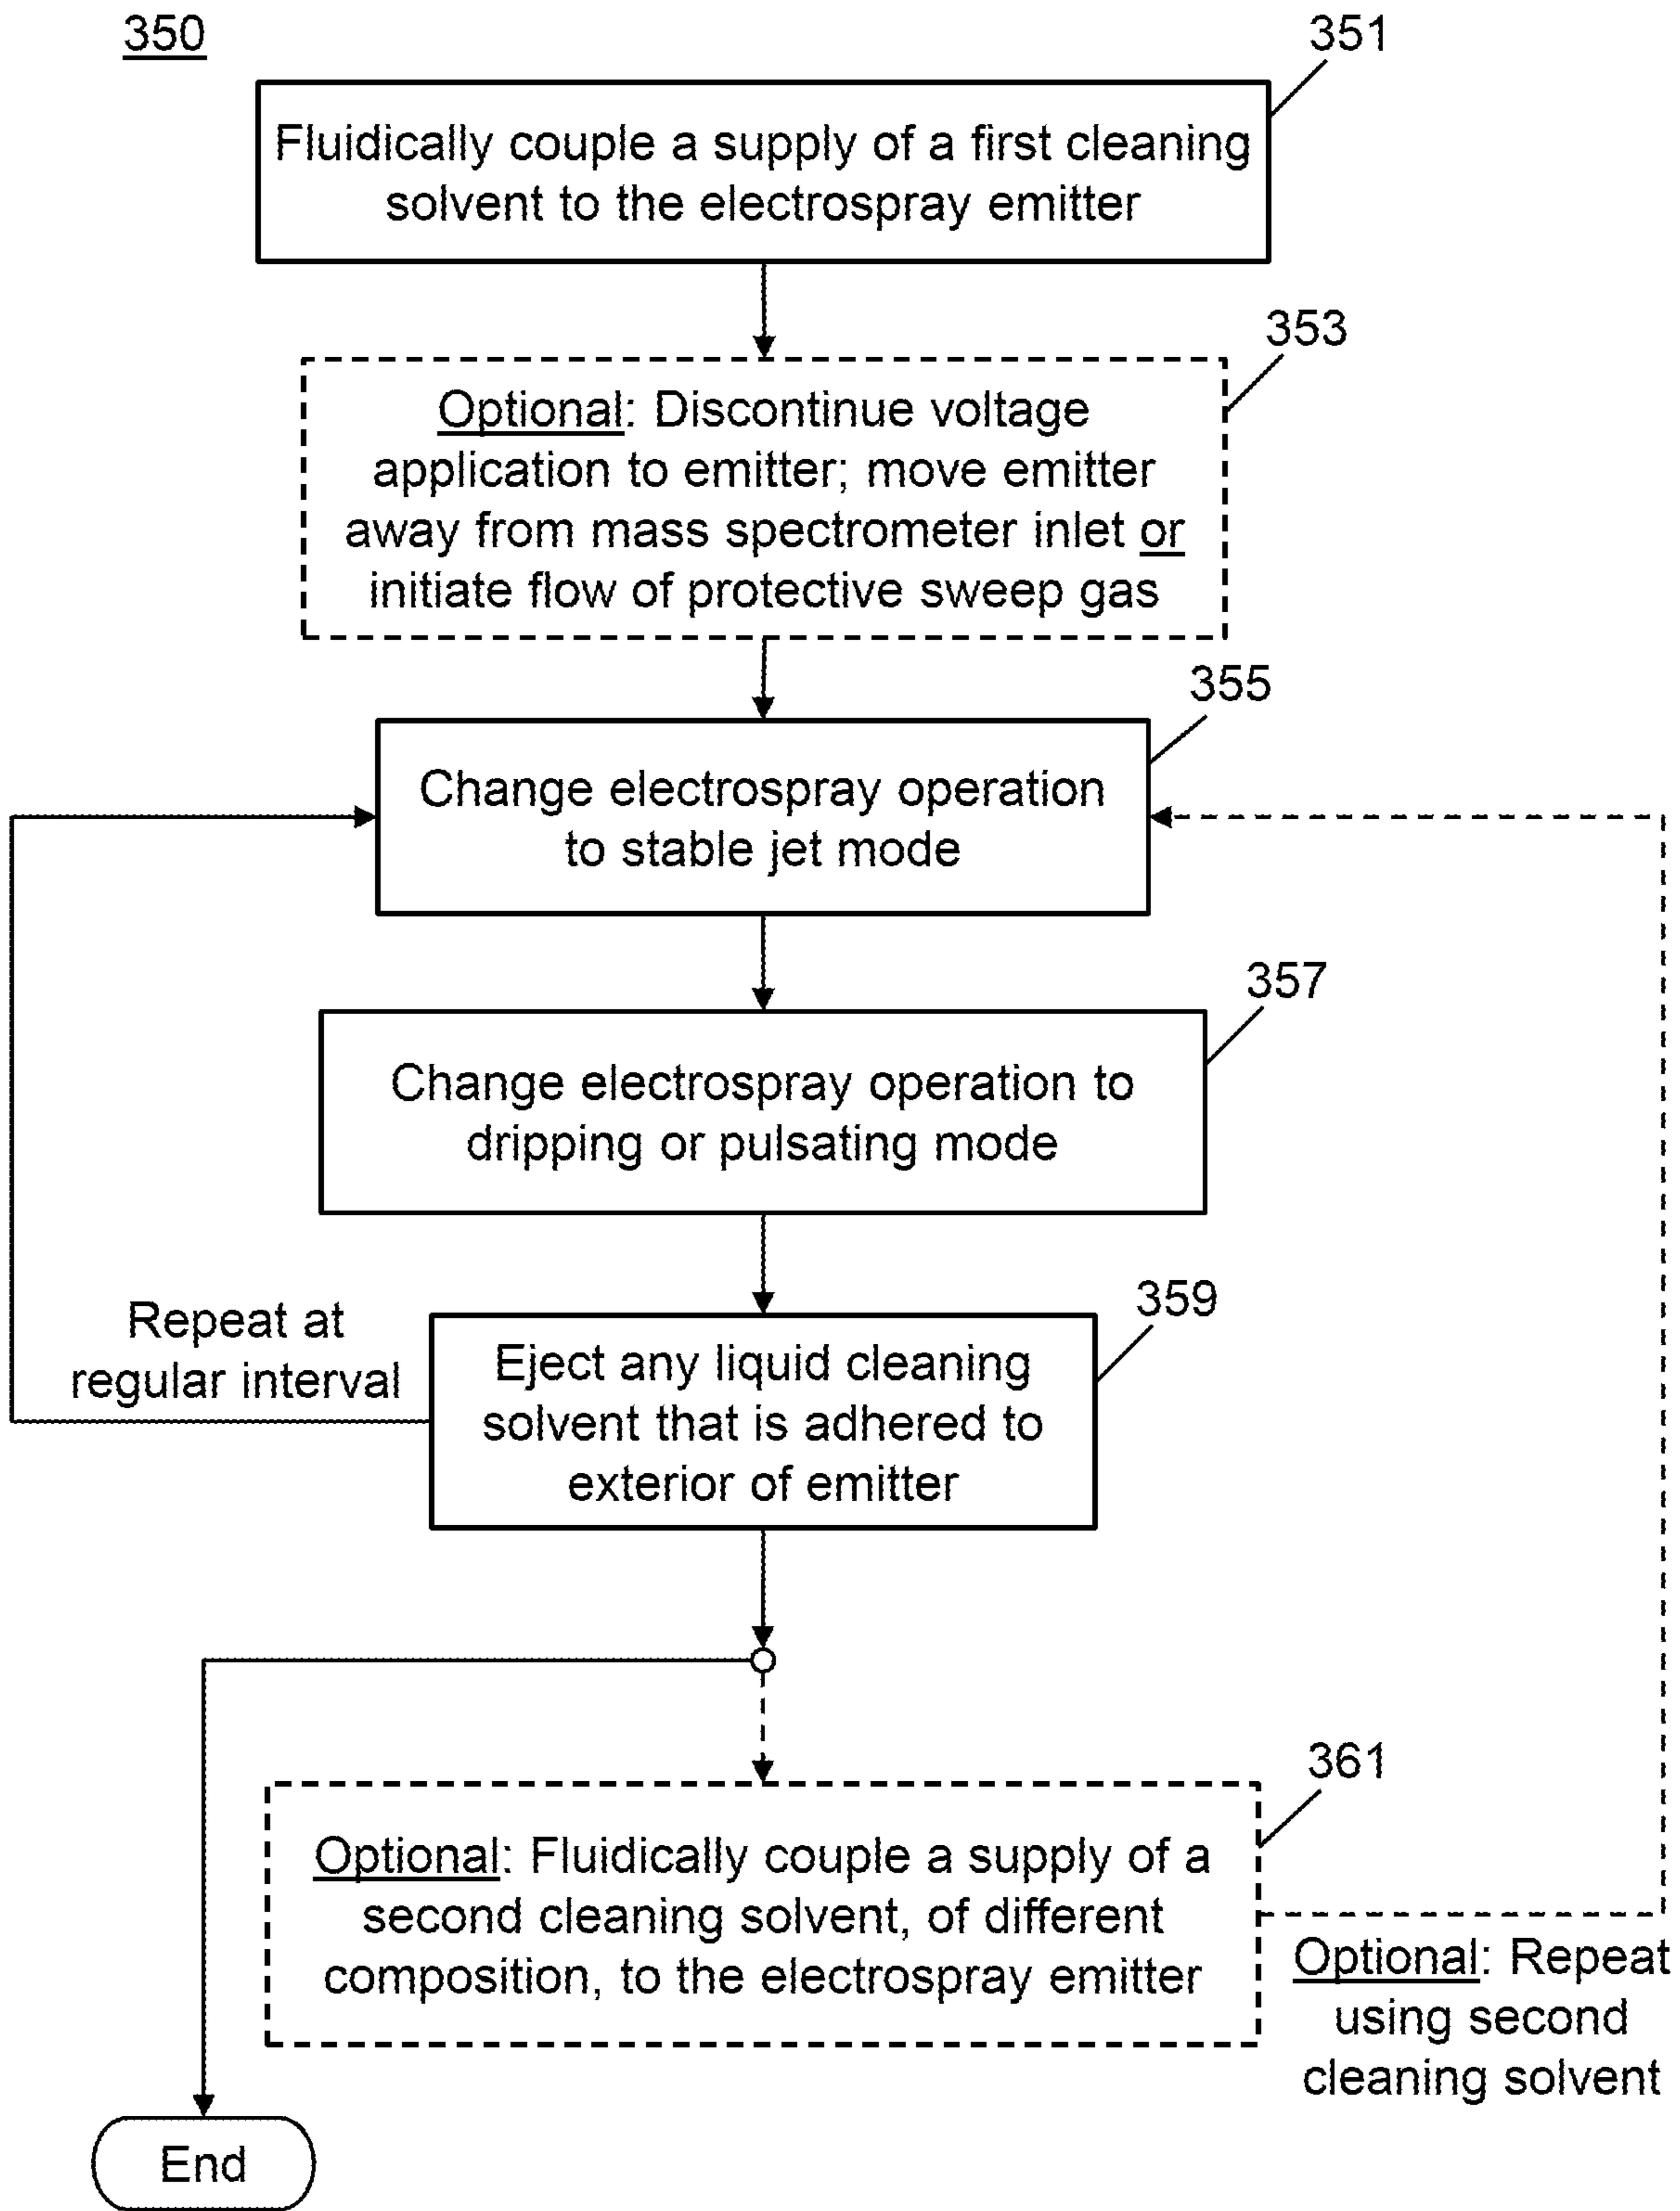 350
351
Fluidically couple a supply of a first cleaning
solvent to the electrospray emitter
353
Optional: Discontinue voltage
application to emitter; move emitter
away from mass spectrometer inlet or
initiate flow of protective sweep gas
355
Change electrospray operation
to stable jet mode
357
Change electrospray operation to
dripping or pulsating mode
359
Eject any liquid cleaning
solvent that is adhered to
exterior of emitter
Repeat at
regular interval
361
Optional: Fluidically couple a supply of a
second cleaning solvent, of different
composition, to the electrospray emitter
Optional: Repeat
using second
cleaning solvent
End